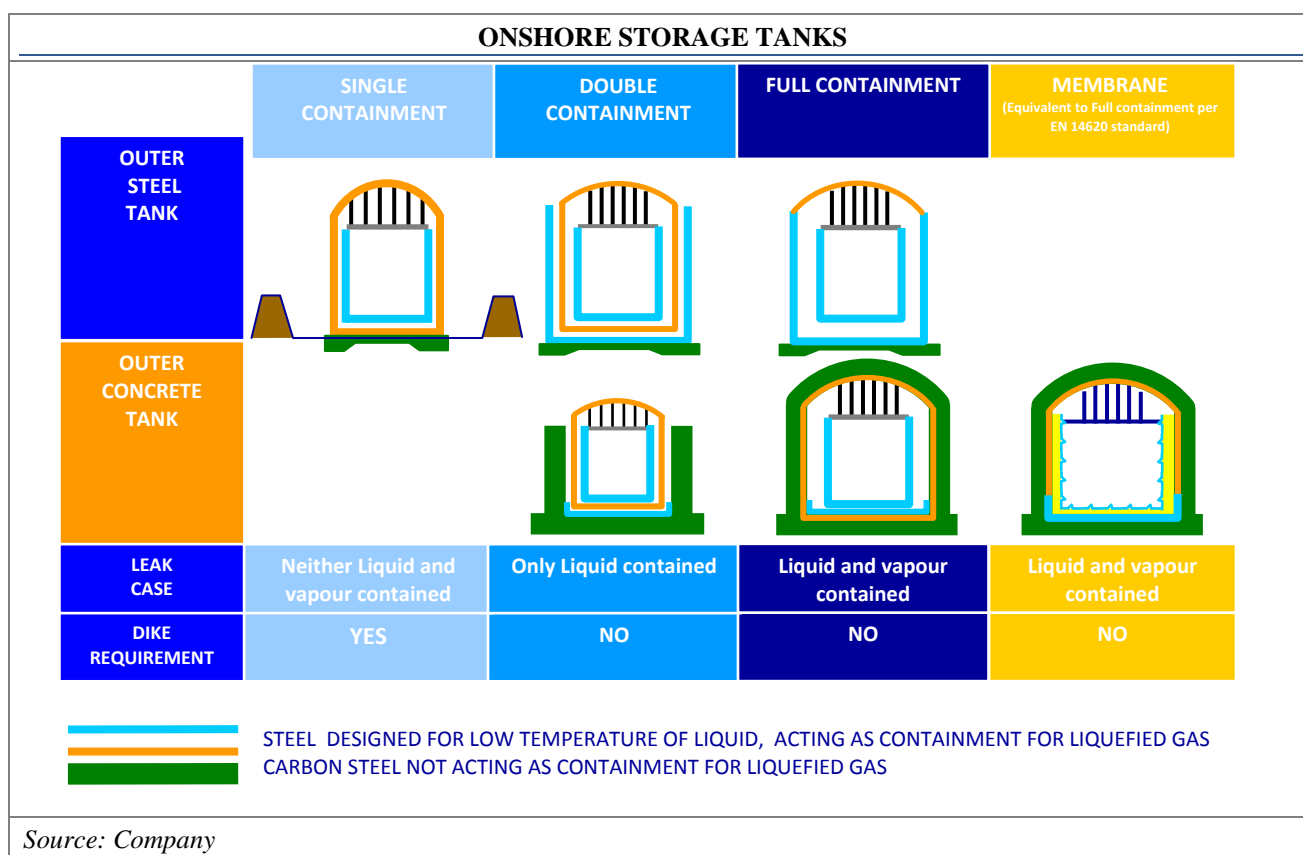 ONSHORE STORAGE TANKS
SINGLE
CONTAINMENT
DOUBLE
CONTAINMENT
FULL CONTAINMENT
MEMBRANE
(Equivalent to Full containment per
EN 14620 standard)
OUTER
STEEL
TANK
OUTER
CONCRETE
TANK
LEAK
CASE
Neither Liquid and
vapour contained
Only Liquid contained
Liquid and vapour
contained
Liquid and vapour
contained
DIKE
REQUIREMENT
YES
NO
NO
NO
STEEL DESIGNED FOR LOW TEMPERATURE OF LIQUID, ACTING AS CONTAINMENT FOR LIQUEFIED GAS
CARBON STEEL NOT ACTING AS CONTAINMENT FOR LIQUEFIED GAS
Source: Company